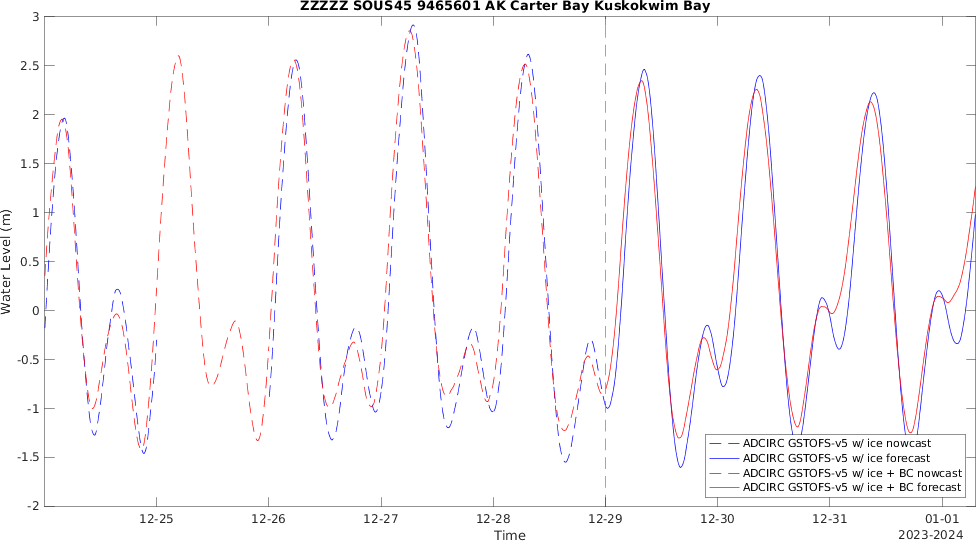 ZZZZZ SOUS45 9465601 AK Carter Bay Kuskokwim Bay
3
2.5
2
1.5
1
0.5
0
-0.5
-1
-1.5
-2
Water Level (m)
ADCIRC GSTOFS-v5 w/ ice nowcast
ADCIRC GSTOFS-v5 w/ ice forecast
ADCIRC GSTOFS-v5 w/ ice + BC nowcast
ADCIRC GSTOFS-v5 w/ ice + BC forecast
12-25 12-26 12-27 12-28 12-29 12-30 12-31 01-01
Time
2023-2024